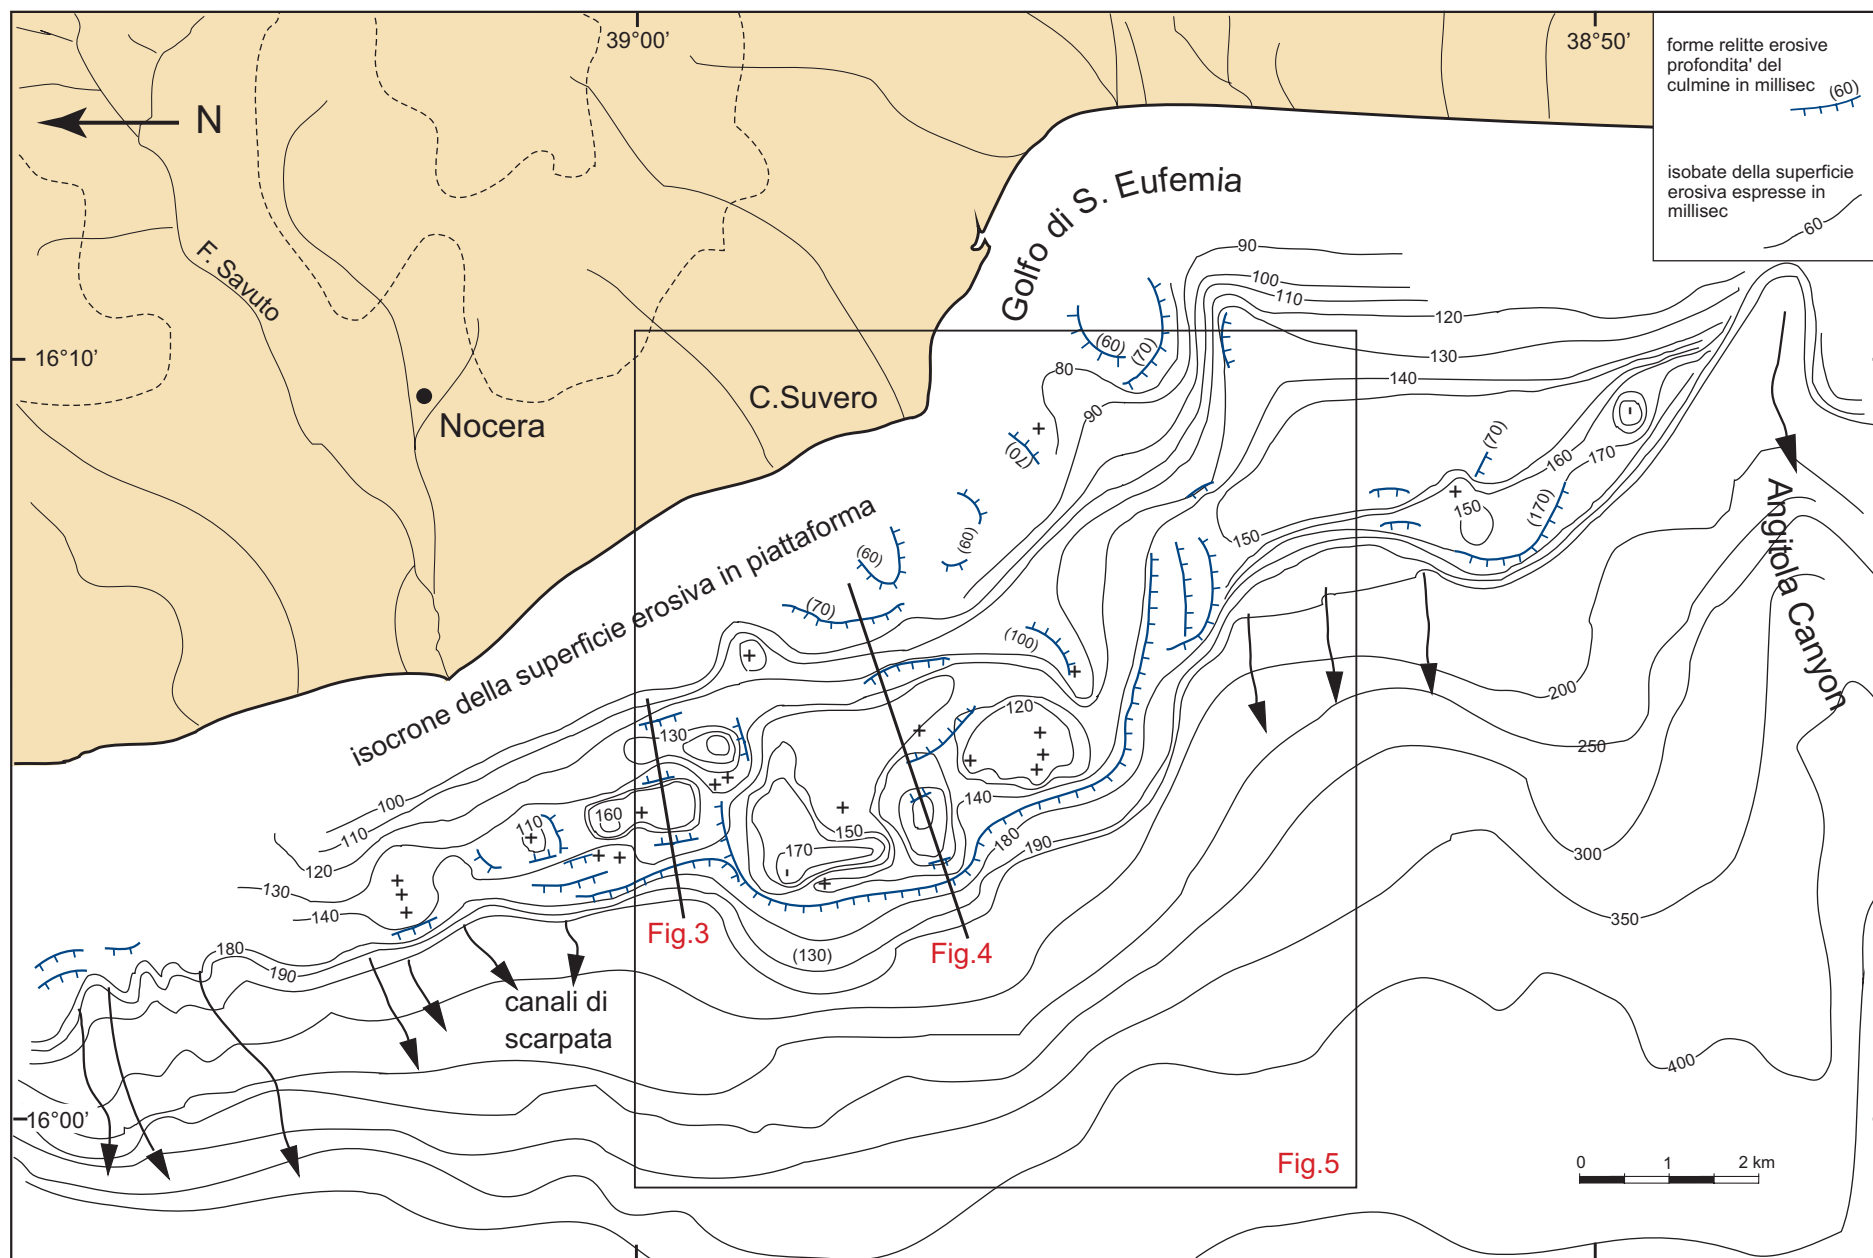 39°00'
38°50'
forme relitte erosive
profondita' del
culmine in millisec
(60)
N
isobate della superficie
erosiva espresse in
millisec
60
Golfo di S. Eufemia
F. Savuto
90
100
110
120
16°10'
130
(60)
(70)
80
140
C.Suvero
Nocera
90
(70)
(70)
160
170
150
(170)
Angitola Canyon
isocrone della superficie erosiva in piattaforma
(60)
(60)
150
(70)
(100)
200
120
130
250
100
140
160
110
110
150
180
190
170
300
120
130
140
350
Fig.3
Fig.4
(130)
180
190
canali di
scarpata
400
16°00'
Fig.5
0 1 2 km